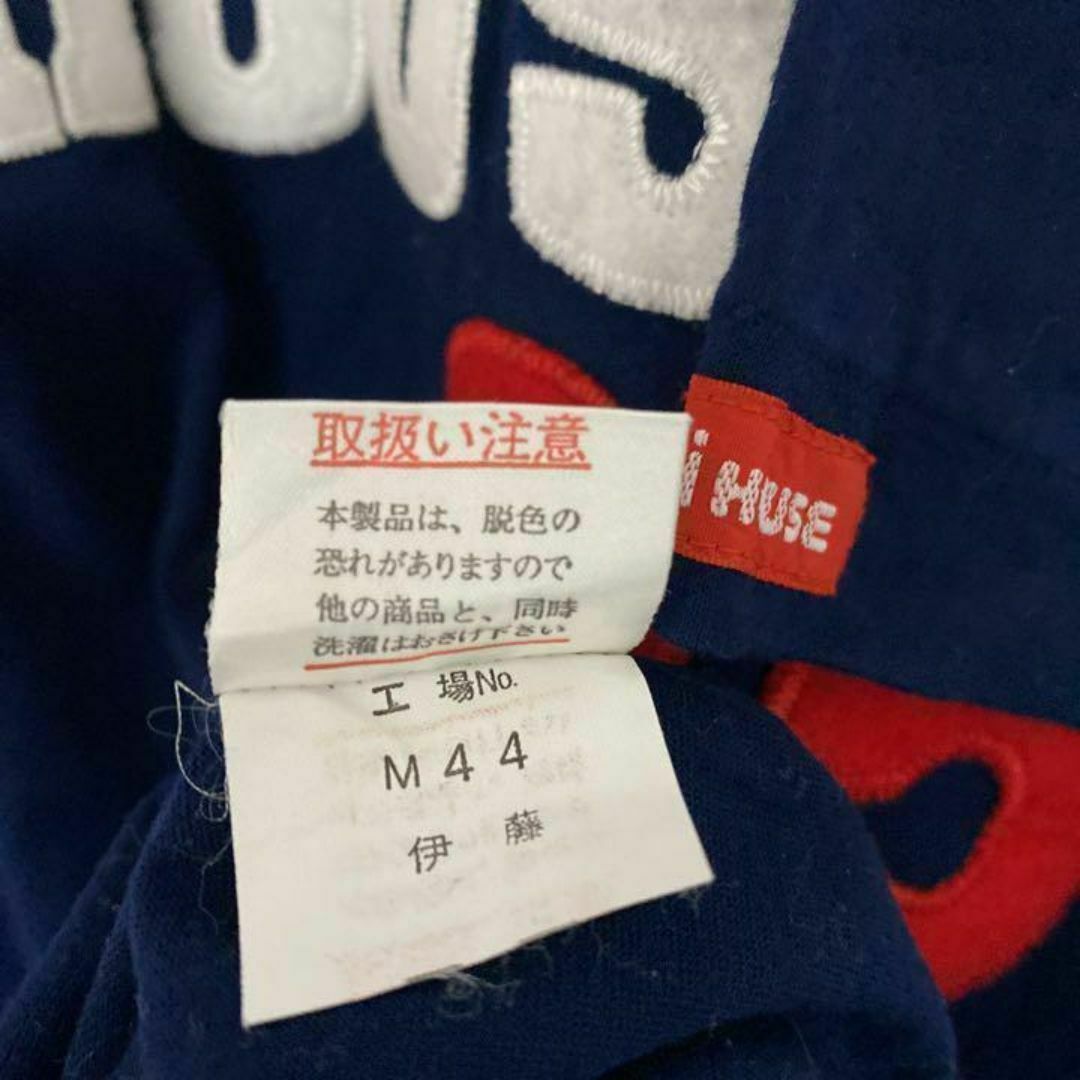 取扱い注意
本製品は、脱色の
恐れがありますので
他の商品と、同時
洗濯はおさけ下さい
工 場No.
M 4 4
伊 藤
i HUSE